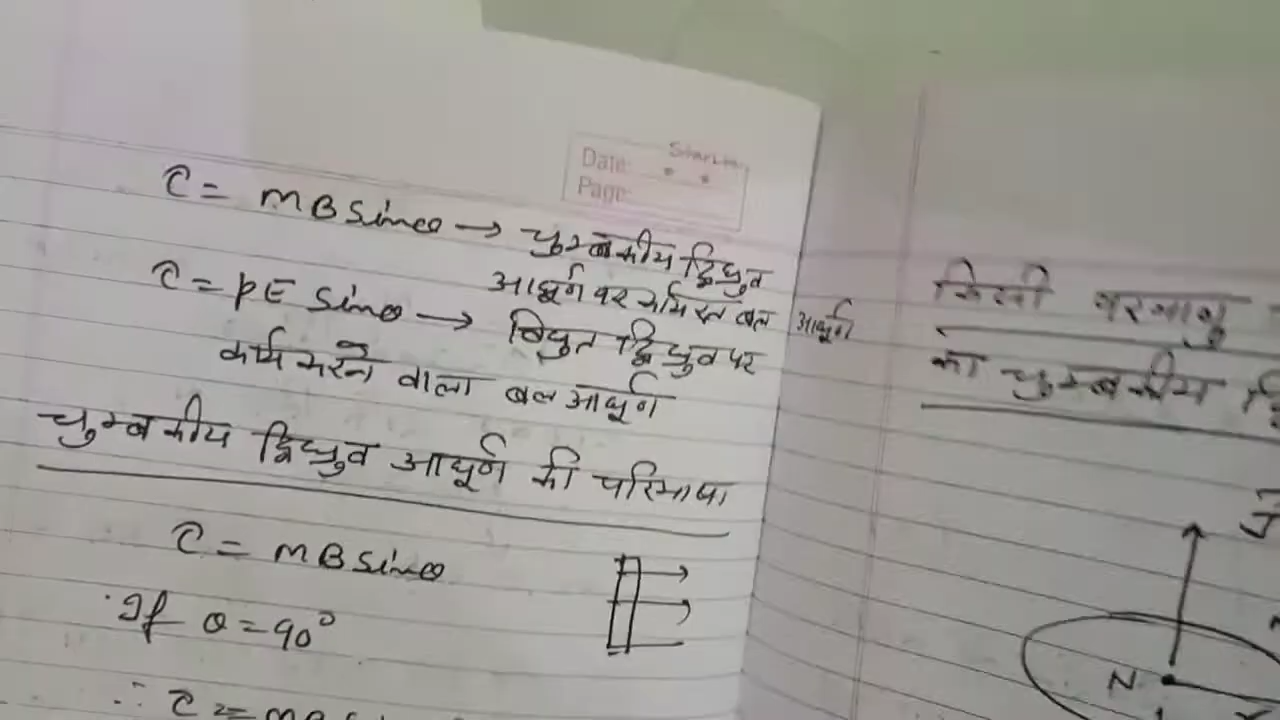 Date:
Page:
τ = MB Sinθ → चुम्बकीय द्विध्रुव
आघूर्ण पर कार्यरत बल आघूर्ण
τ = PE Sinθ → विधुत द्विध्रुव पर
कार्य करने वाला बल आघूर्ण
चुम्बकीय द्विध्रुव आघूर्ण की परिभाषा
τ = MB Sinθ
If θ = 90°
∴ τ =
किसी परमाणु
का चुम्बकीय
N